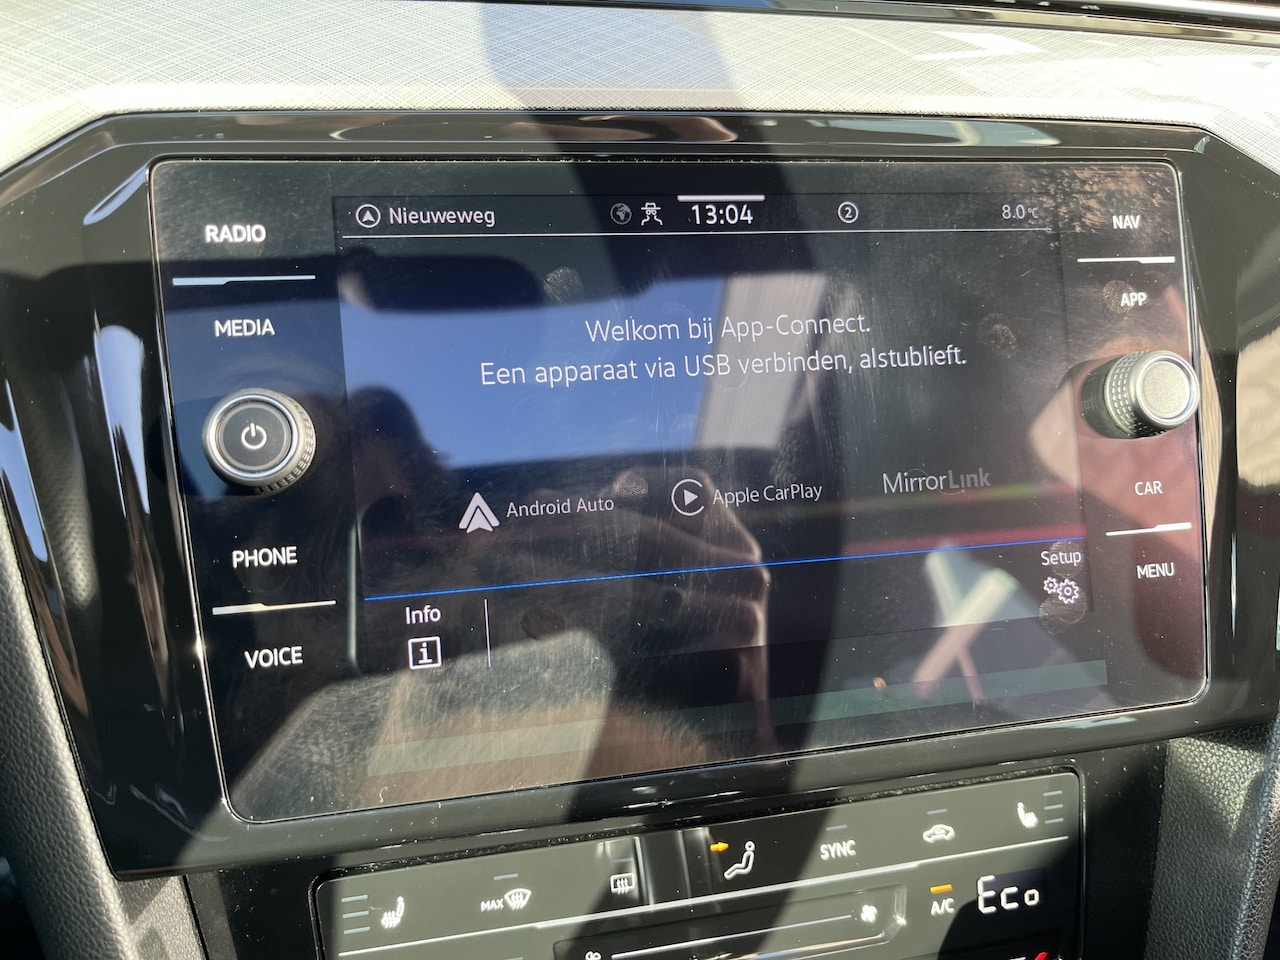 RADIO
MEDIA
PHONE
VOICE
Nieuweweg
13:04
2
8.0°C
Welkom bij App-Connect.
Een apparaat via USB verbinden, alstublieft.
Android Auto
Apple CarPlay
MirrorLink
Info
i
Setup
NAV
APP
CAR
MENU
MAX
SYNC
A/C
Eco